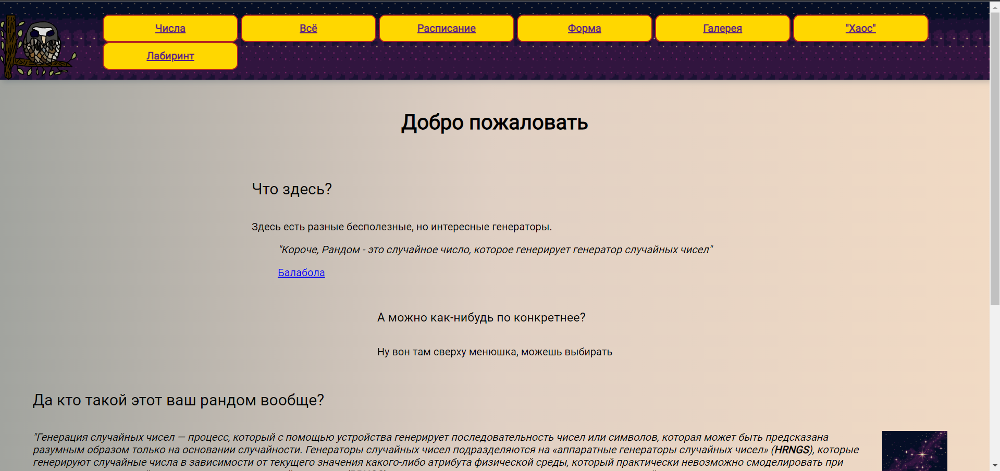 Числа
Всё
Расписание
Форма
Галерея
"Хаос"
Лабиринт
Добро пожаловать
Что здесь?
Здесь есть разные бесполезные, но интересные генераторы.
"Короче, Рандом - это случайное число, которое генерирует генератор случайных чисел"
Балабола
А можно как-нибудь по конкретнее?
Ну вон там сверху менюшка, можешь выбирать
Да кто такой этот ваш рандом вообще?
"Генерация случайных чисел — процесс, который с помощью устройства генерирует последовательность чисел или символов, которая может быть предсказана
разумным образом только на основании случайности. Генераторы случайных чисел подразделяются на «аппаратные генераторы случайных чисел» (HRNGS), которые
генерируют случайные числа в зависимости от текущего значения какого-либо атрибута физической среды, который практически невозможно смоделировать при